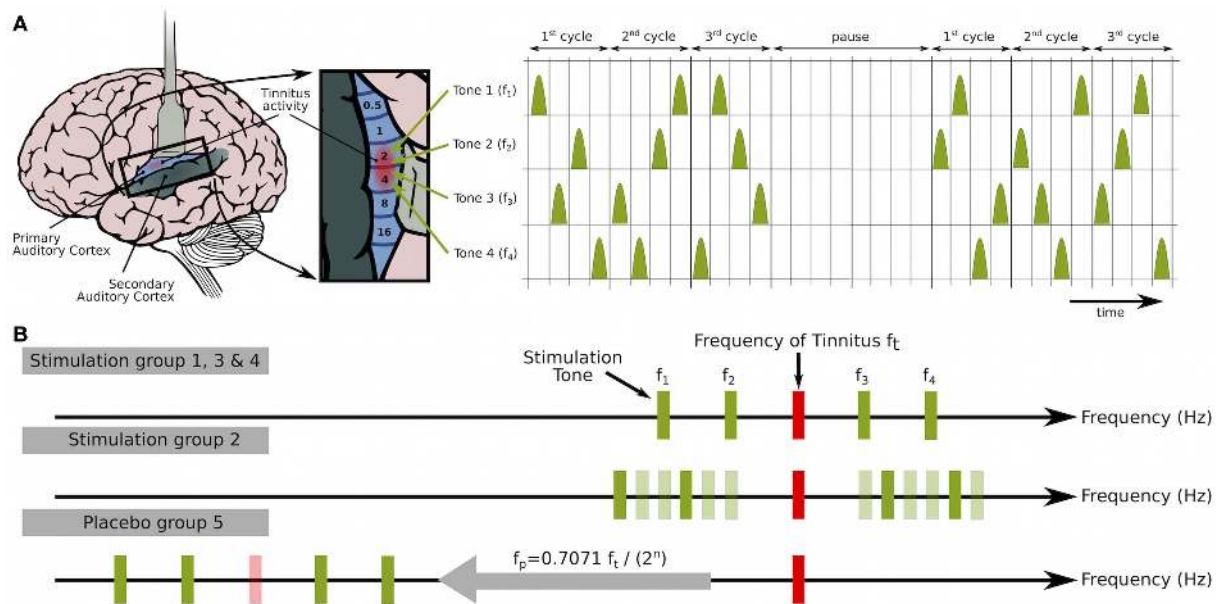 A
1st cycle
2nd cycle
3rd cycle
pause
1st cycle
2nd cycle
3rd cycle
Tinnitus
activity
0.5
1
2
4
8
16
Tone 1 (f1)
Tone 2 (f2)
Tone 3 (f3)
Tone 4 (f4)
Primary
Auditory Cortex
Secondary
Auditory Cortex
time
B
Stimulation group 1, 3 & 4
Stimulation
Tone
Frequency of Tinnitus ft
f1
f2
f3
f4
Frequency (Hz)
Stimulation group 2
Frequency (Hz)
Placebo group 5
fp=0.7071 ft / (2n)
Frequency (Hz)